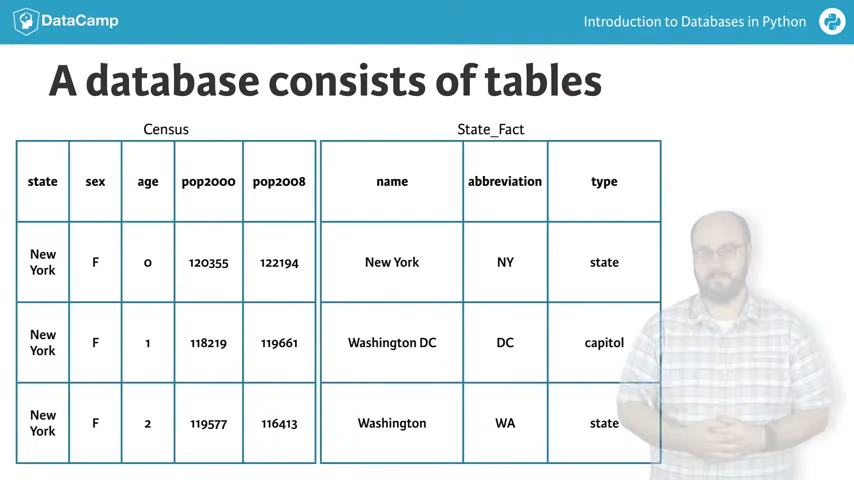 DataCamp
Introduction to Databases in Python
A database consists of tables
Census
state sex age pop2000 pop2008
New York F 0 120355 122194
New York F 1 118219 119661
New York F 2 119577 116413
State_Fact
name abbreviation type
New York NY state
Washington DC DC capitol
Washington WA state